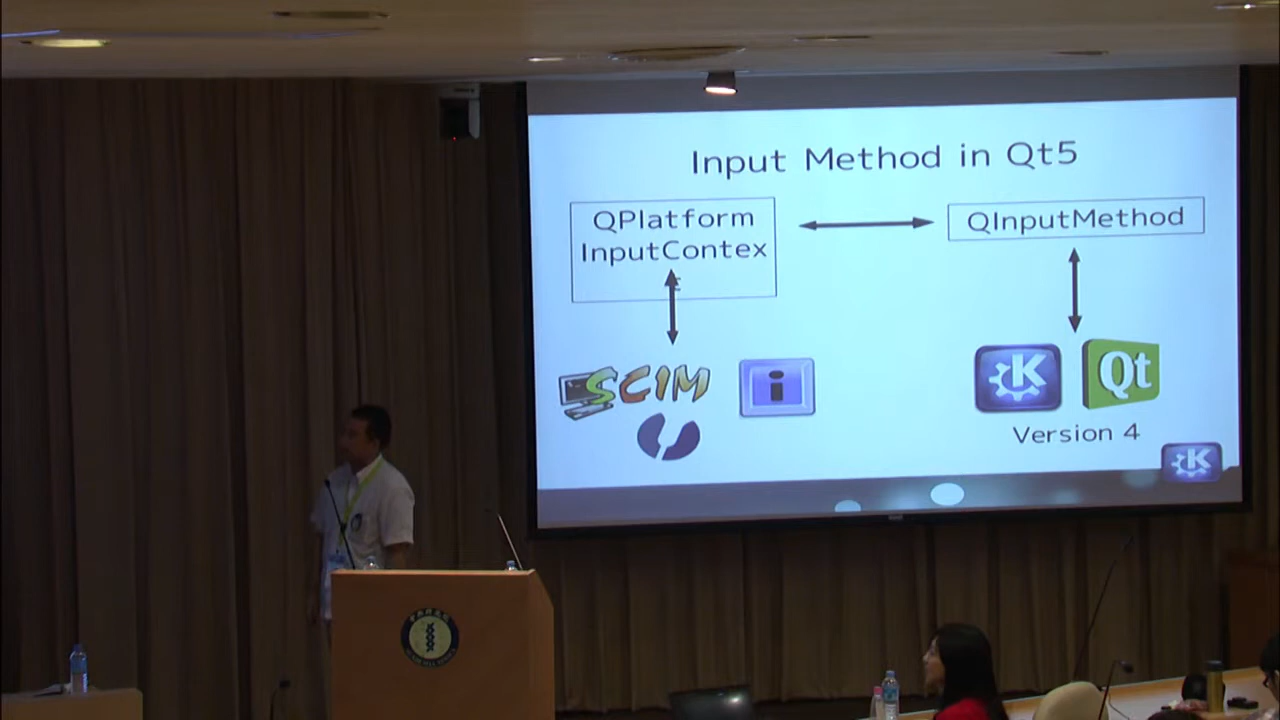 Input Method in Qt5
QPlatform
InputContex
t
QInputMethod
SCIM
i
K
Qt
Version 4
K